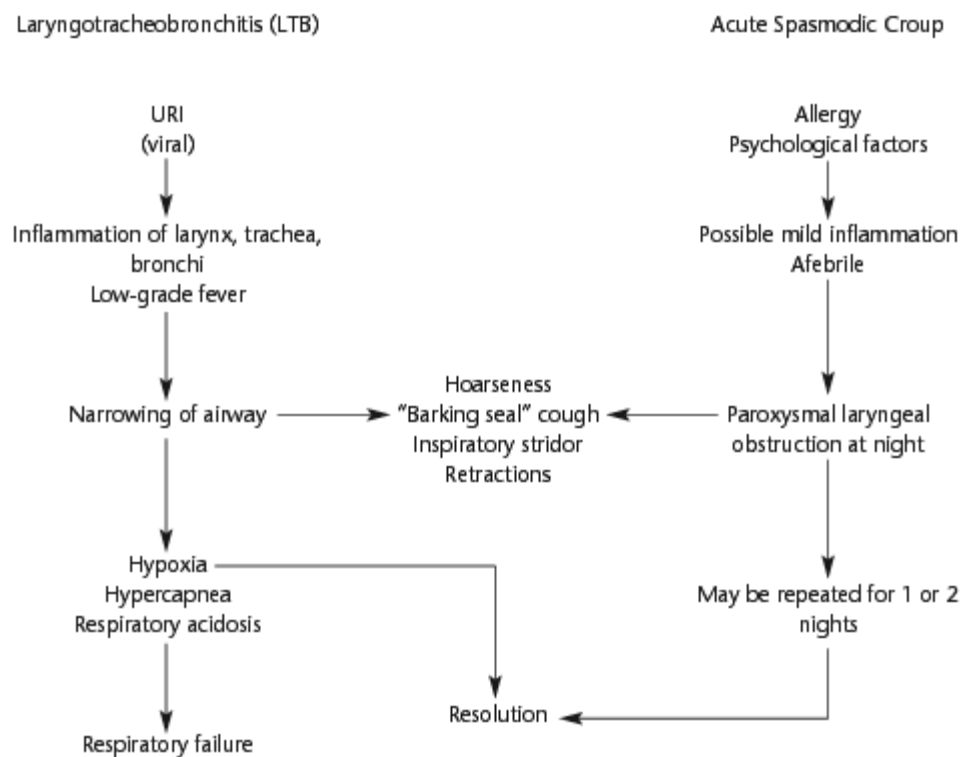 Laryngotracheobronchitis (LTB)
Acute Spasmodic Croup
URI
(viral)
Allergy
Psychological factors
Inflammation of larynx, trachea,
bronchi
Low-grade fever
Possible mild inflammation
Afebrile
Narrowing of airway
Hoarseness
"Barking seal" cough
Inspiratory stridor
Retractions
Paroxysmal laryngeal
obstruction at night
Hypoxia
Hypercapnea
Respiratory acidosis
May be repeated for 1 or 2
nights
Resolution
Respiratory failure